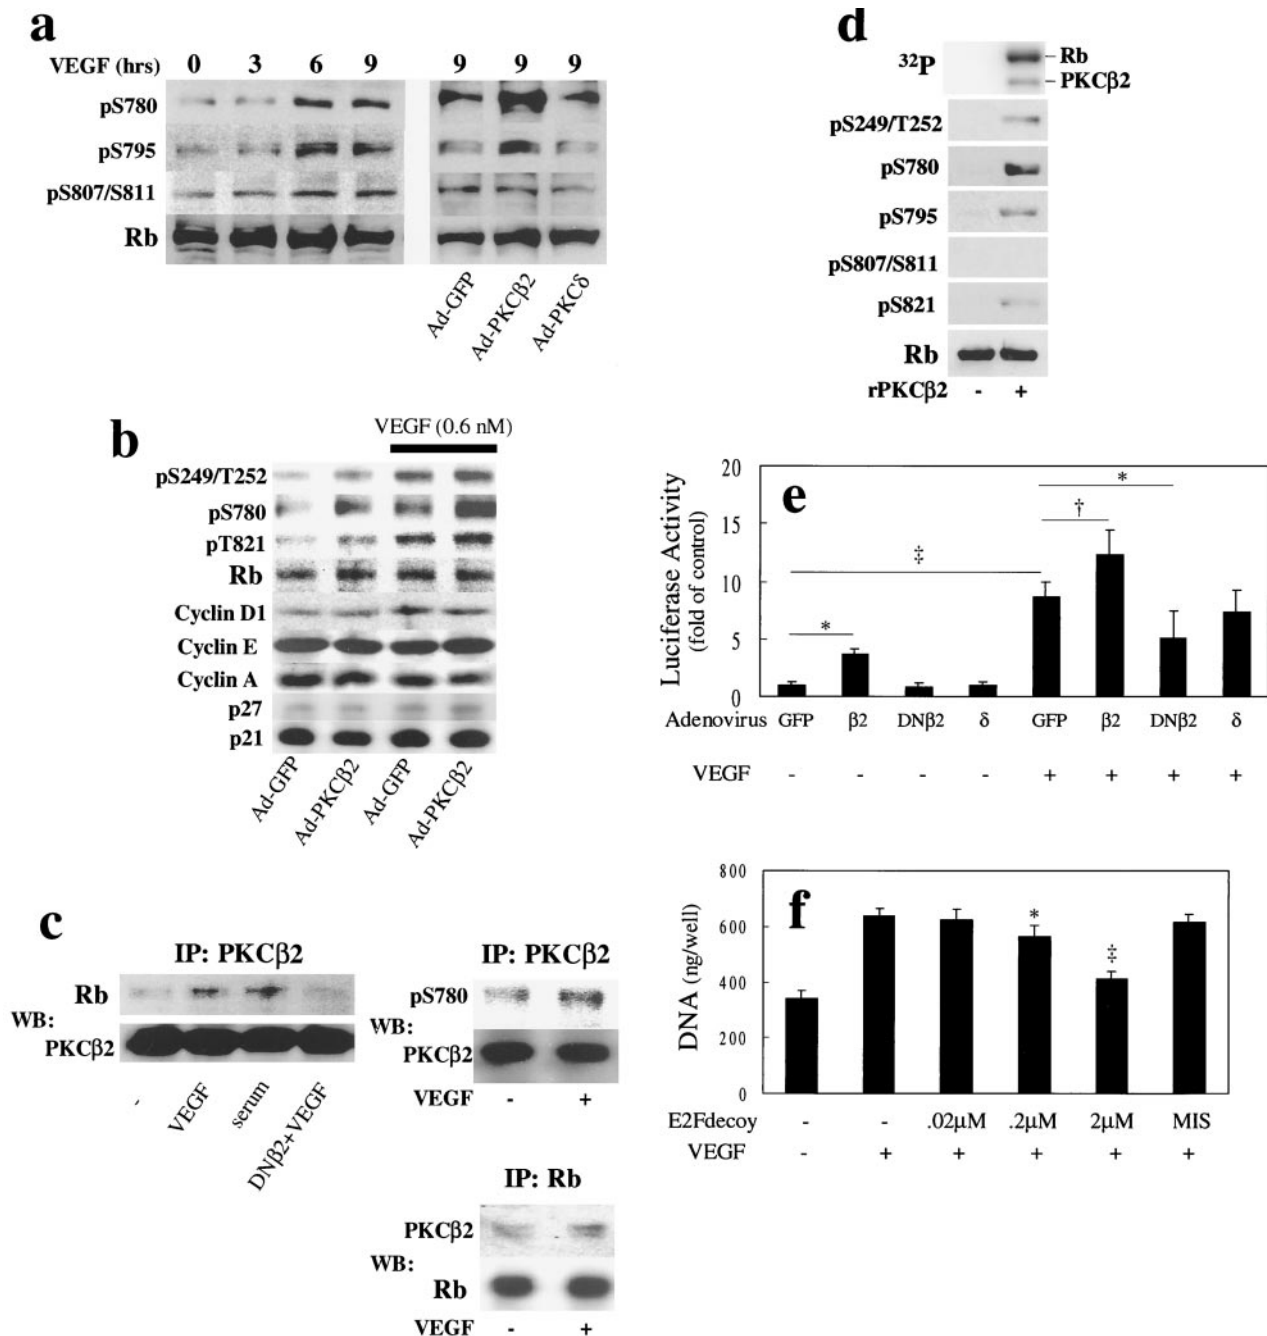 a
VEGF (hrs) 0 3 6 9 9 9 9
pS780
pS795
pS807/S811
Rb
Ad-GFP Ad-PKCβ2 Ad-PKCδ
b
VEGF (0.6 nM)
pS249/T252
pS780
pT821
Rb
Cyclin D1
Cyclin E
Cyclin A
p27
p21
Ad-GFP Ad-PKCβ2 Ad-GFP Ad-PKCβ2
c
IP: PKCβ2
Rb
WB:
PKCβ2
- VEGF serum DNβ2+VEGF
IP: PKCβ2
pS780
WB:
PKCβ2
VEGF - +
IP: Rb
PKCβ2
WB:
Rb
VEGF - +
d
32P
Rb
PKCβ2
pS249/T252
pS780
pS795
pS807/S811
pS821
Rb
rPKCβ2 - +
e
Luciferase Activity
(fold of control)
20
15
10
5
0
* ‡ † *
Adenovirus GFP β2 DNβ2 δ GFP β2 DNβ2 δ
VEGF - - - - + + + +
f
DNA (ng/well)
800
600
400
200
0
* ‡
E2Fdecoy - - .02μM .2μM 2μM MIS
VEGF - + + + + +